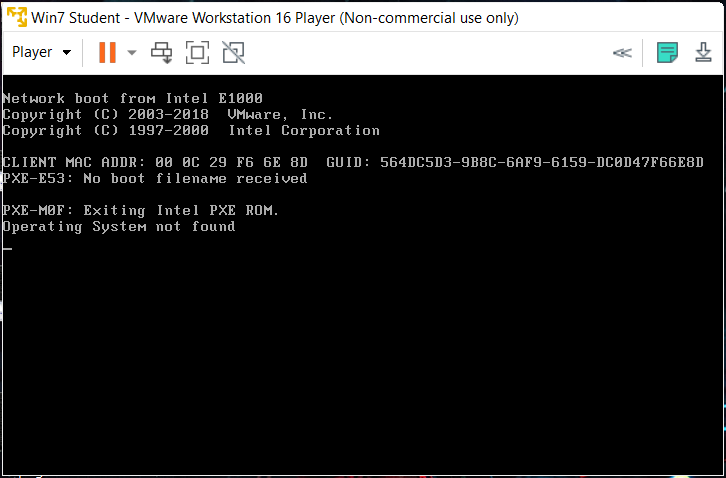 Win7 Student - VMware Workstation 16 Player (Non-commercial use only)
Player
Network boot from Intel E1000
Copyright (C) 2003-2018  VMware, Inc.
Copyright (C) 1997-2000  Intel Corporation
CLIENT MAC ADDR: 00 0C 29 F6 6E 8D  GUID: 564DC5D3-9B8C-6AF9-6159-DC0D47F66E8D
PXE-E53: No boot filename received
PXE-M0F: Exiting Intel PXE ROM.
Operating System not found